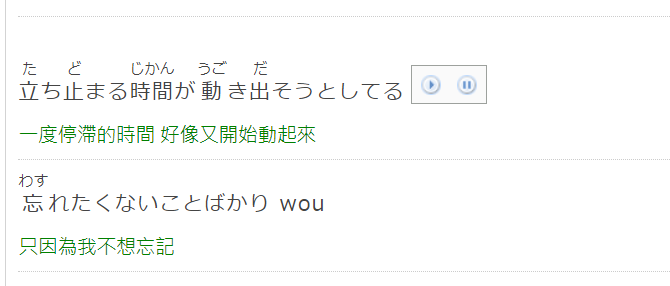 た ど じかん うご だ
立ち止まる時間が動き出そうとしてる
一度停滯的時間 好像又開始動起來
わす
忘れたくないことばかり wou
只因為我不想忘記